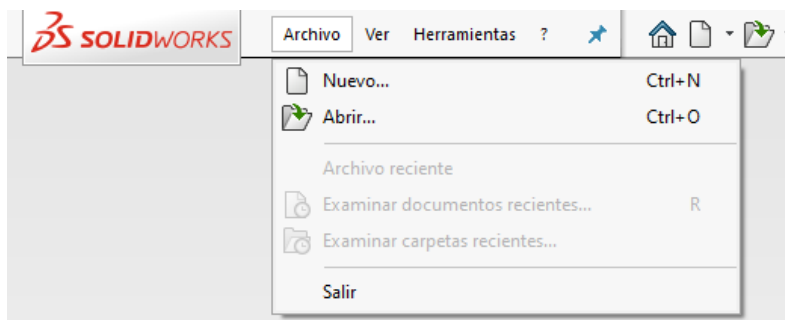 SOLIDWORKS Archivo Ver Herramientas ?
Nuevo... Ctrl+N
Abrir... Ctrl+O
Archivo reciente
Examinar documentos recientes... R
Examinar carpetas recientes...
Salir